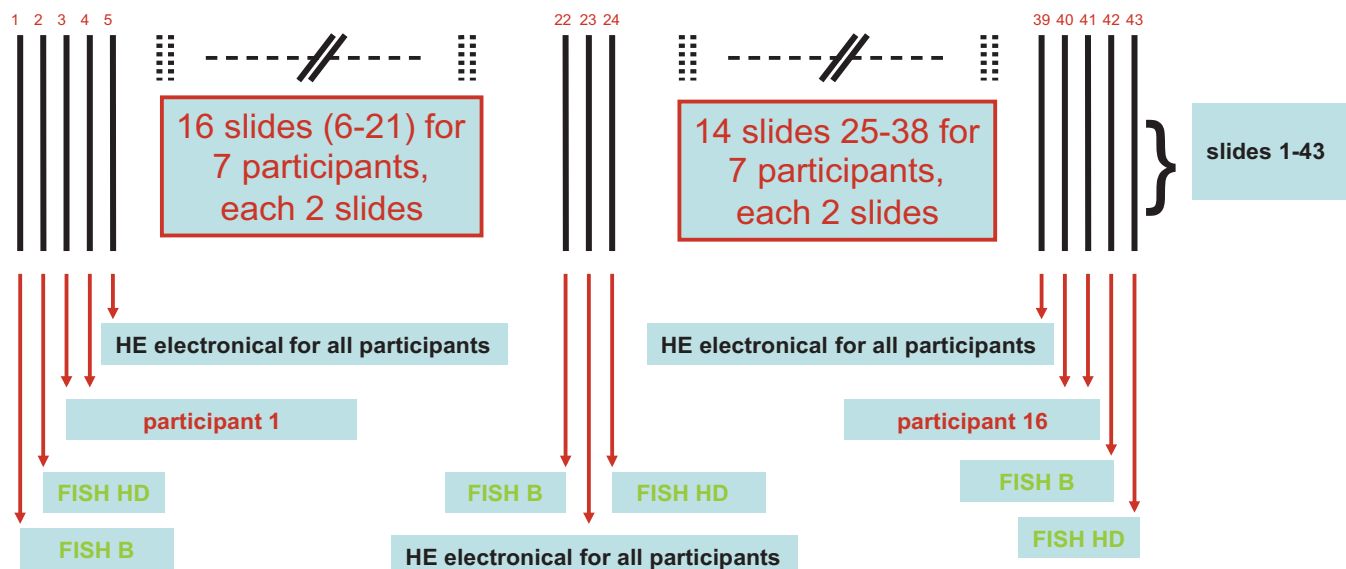 1 2 3 4 5 22 23 24 39 40 41 42 43
16 slides (6-21) for
7 participants,
each 2 slides
14 slides 25-38 for
7 participants,
each 2 slides
}
slides 1-43
HE electronical for all participants
HE electronical for all participants
participant 1
participant 16
FISH HD
FISH B
FISH HD
FISH B
FISH B
FISH HD
HE electronical for all participants